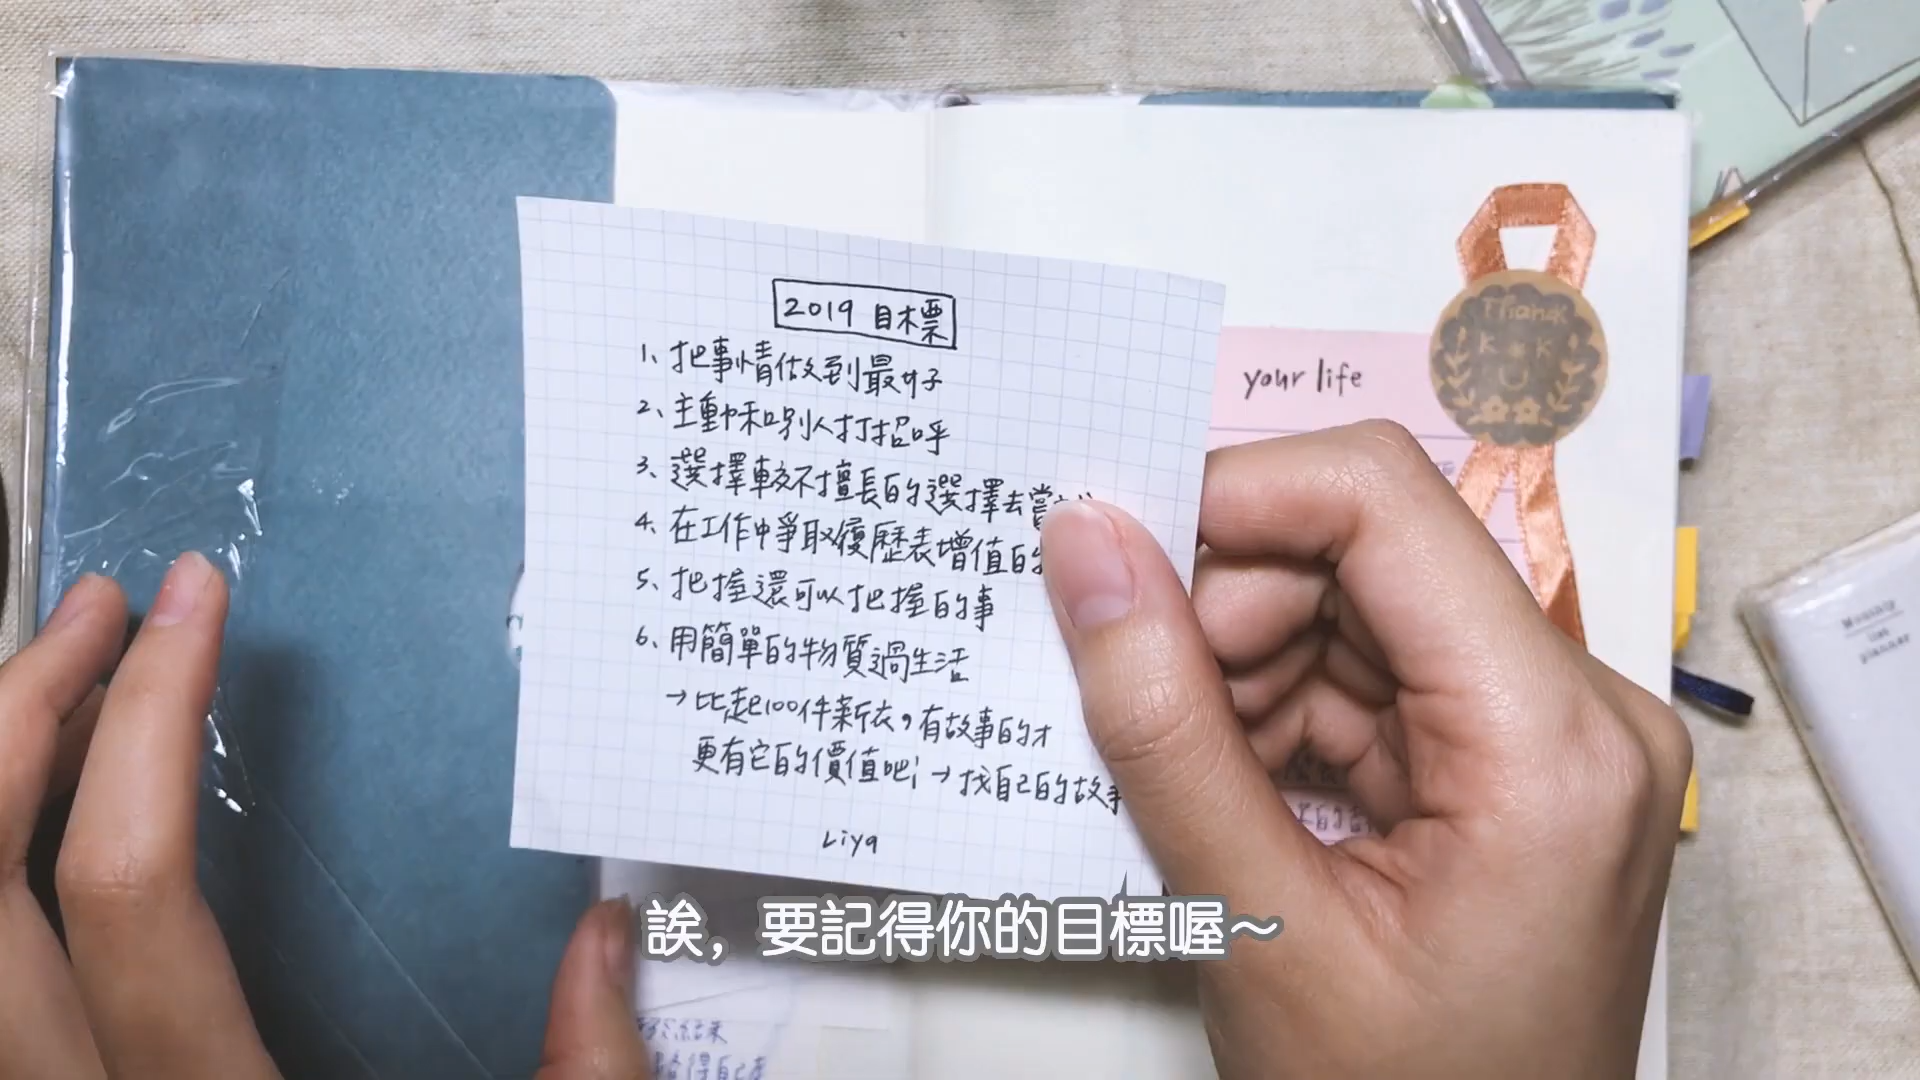 2019 目標
1、把事情做到最好
2、主動和別人打招呼
3、選擇較不擅長的選擇去嘗
4、在工作中爭取履歷表增值的
5、把握還可以把握的事
6、用簡單的物質過生活
→比起100件新衣，有故事的才
更有它的價值吧！→找自己的故事
Liya
your life
Thank
Monthly
planner
誒，要記得你的目標喔～